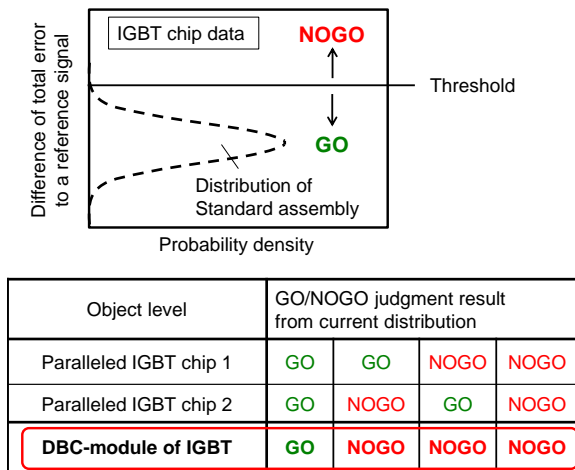 IGBT chip data
NOGO
Threshold
GO
Distribution of
Standard assembly
Difference of total error
to a reference signal
Probability density
Object level
GO/NOGO judgment result
from current distribution
Paralleled IGBT chip 1 GO GO NOGO NOGO
Paralleled IGBT chip 2 GO NOGO GO NOGO
DBC-module of IGBT GO NOGO NOGO NOGO